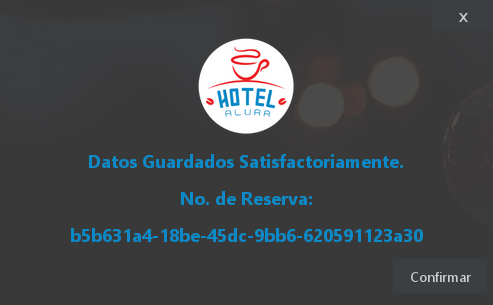 x
HOTEL
ALURA
Datos Guardados Satisfactoriamente.
No. de Reserva:
b5b631a4-18be-45dc-9bb6-620591123a30
Confirmar